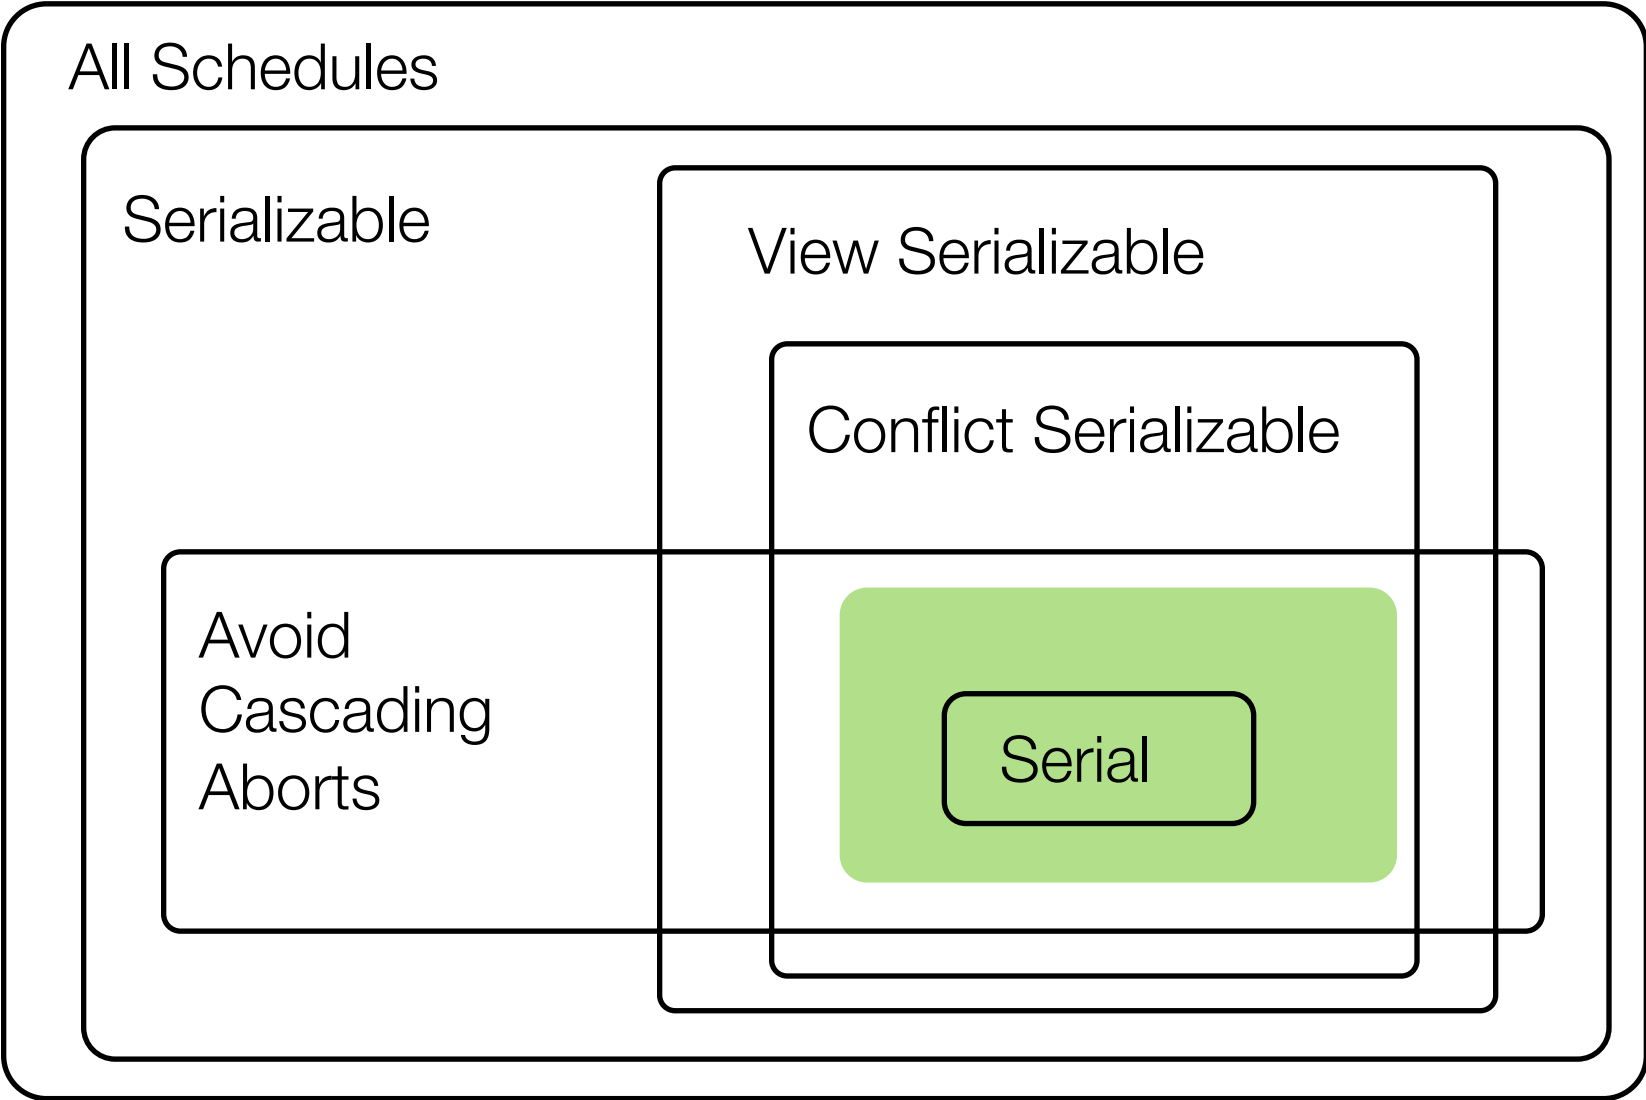 All Schedules
Serializable
View Serializable
Conflict Serializable
Avoid
Cascading
Aborts
Serial